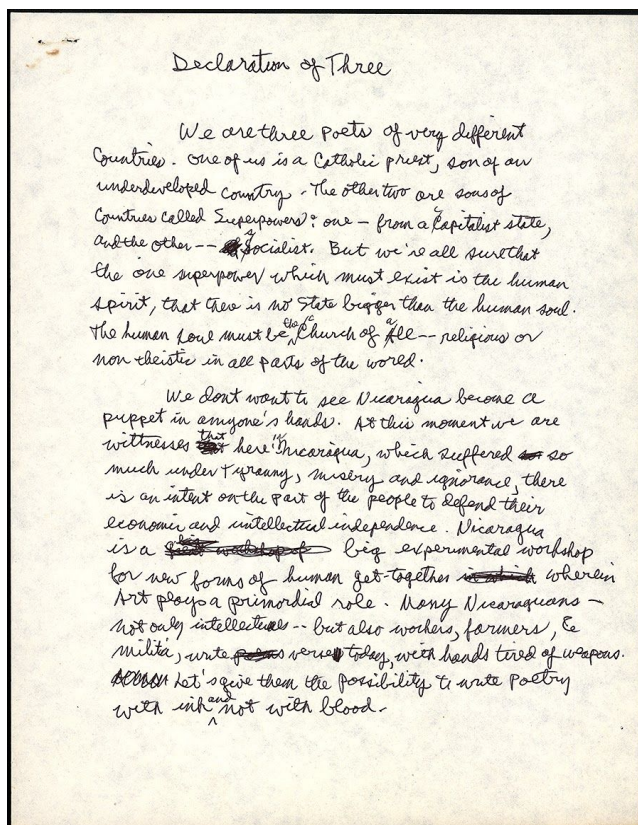 Declaration of Three
We are three poets of very different
Countries. One of us is a Catholic priest, son of an
underdeveloped country. The other two are sons of
Countries called Superpowers: one — from a capitalist state,
and the other -- Socialist. But we're all sure that
the one superpower which must exist is the human
spirit, that there is no State bigger than the human soul.
The human soul must be the Church of all -- religious or
non theistic in all parts of the world.
We dont want to see Nicaragua become a
puppet in anyone's hands. At this moment we are
wittnesses that here in Nicaragua, which suffered so
much under tyranny, misery and ignorance, there
is an intent on the part of the people to defend their
economic and intellectual independence. Nicaragua
is a big experimental workshop
for new forms of human get-together wherein
Art plays a primordial role. Many Nicaraguans —
not only intellectuals -- but also workers, farmers, &
milita, write verse today, with hands tired of weapons.
Let's give them the possibility to write poetry
with ink and not with blood.